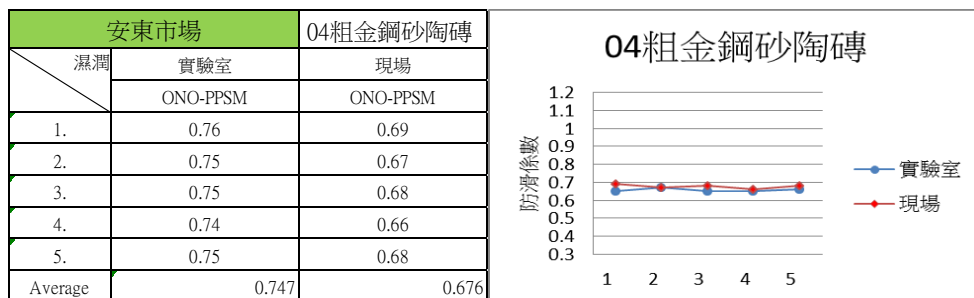 安東市場 04粗金鋼砂陶磚
濕潤 實驗室 現場
ONO-PPSM ONO-PPSM
1. 0.76 0.69
2. 0.75 0.67
3. 0.75 0.68
4. 0.74 0.66
5. 0.75 0.68
Average 0.747 0.676
04粗金鋼砂陶磚
防滑係數
1.2
1.1
1
0.9
0.8
0.7
0.6
0.5
0.4
0.3
1 2 3 4 5
實驗室
現場